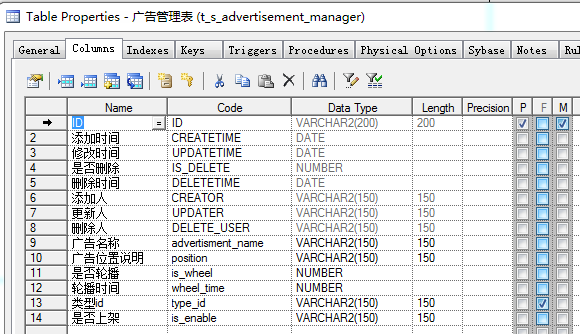 Table Properties - 广告管理表 (t_s_advertisement_manager)
General Columns Indexes Keys Triggers Procedures Physical Options Sybase Notes Rul
Name Code Data Type Length Precision P F M
ID = ID VARCHAR2(200) 200
2 添加时间 CREATETIME DATE
3 修改时间 UPDATETIME DATE
4 是否删除 IS_DELETE NUMBER
5 删除时间 DELETETIME DATE
6 添加人 CREATOR VARCHAR2(150) 150
7 更新人 UPDATER VARCHAR2(150) 150
8 删除人 DELETE_USER VARCHAR2(150) 150
9 广告名称 advertisment_name VARCHAR2(150) 150
10 广告位置说明 position VARCHAR2(150) 150
11 是否轮播 is_wheel NUMBER
12 轮播时间 wheel_time NUMBER
13 类型id type_id VARCHAR2(150) 150
14 是否上架 is_enable VARCHAR2(150) 150